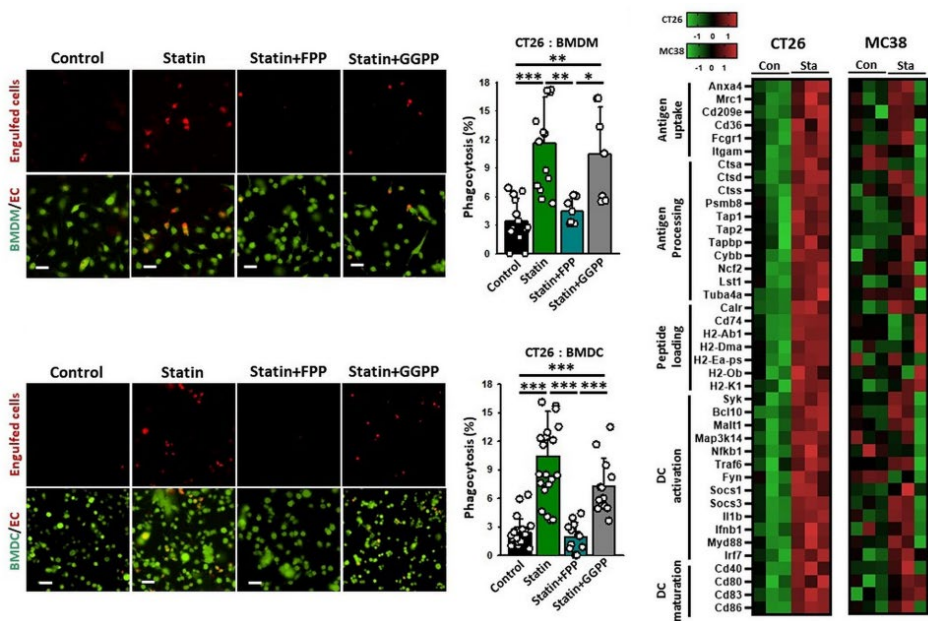 Control Statin Statin+FPP Statin+GGPP
Engulfed cells
BMDM/EC
CT26 : BMDM
**
*** ** *
Phagocytosis (%)
18
15
12
9
6
3
0
Control
Statin
Statin+FPP
Statin+GGPP
Control Statin Statin+FPP Statin+GGPP
Engulfed cells
BMDC/EC
CT26 : BMDC
***
*** *** ***
Phagocytosis (%)
18
15
12
9
6
3
0
Control
Statin
Statin+FPP
Statin+GGPP
CT26
-1 0 1
MC38
-1 0 1
CT26 MC38
Con Sta Con Sta
Antigen
uptake
Anxa4
Mrc1
Cd209e
Cd36
Fcgr1
Itgam
Antigen
Processing
Ctsa
Ctsd
Ctss
Psmb8
Tap1
Tap2
Tapbp
Cybb
Ncf2
Lst1
Tuba4a
Peptide
loading
Calr
Cd74
H2-Ab1
H2-Dma
H2-Ea-ps
H2-Ob
H2-K1
DC
activation
Syk
Bcl10
Malt1
Map3k14
Nfkb1
Traf6
Fyn
Socs1
Socs3
Il1b
Ifnb1
Myd88
Irf7
DC
maturation
Cd40
Cd80
Cd83
Cd86